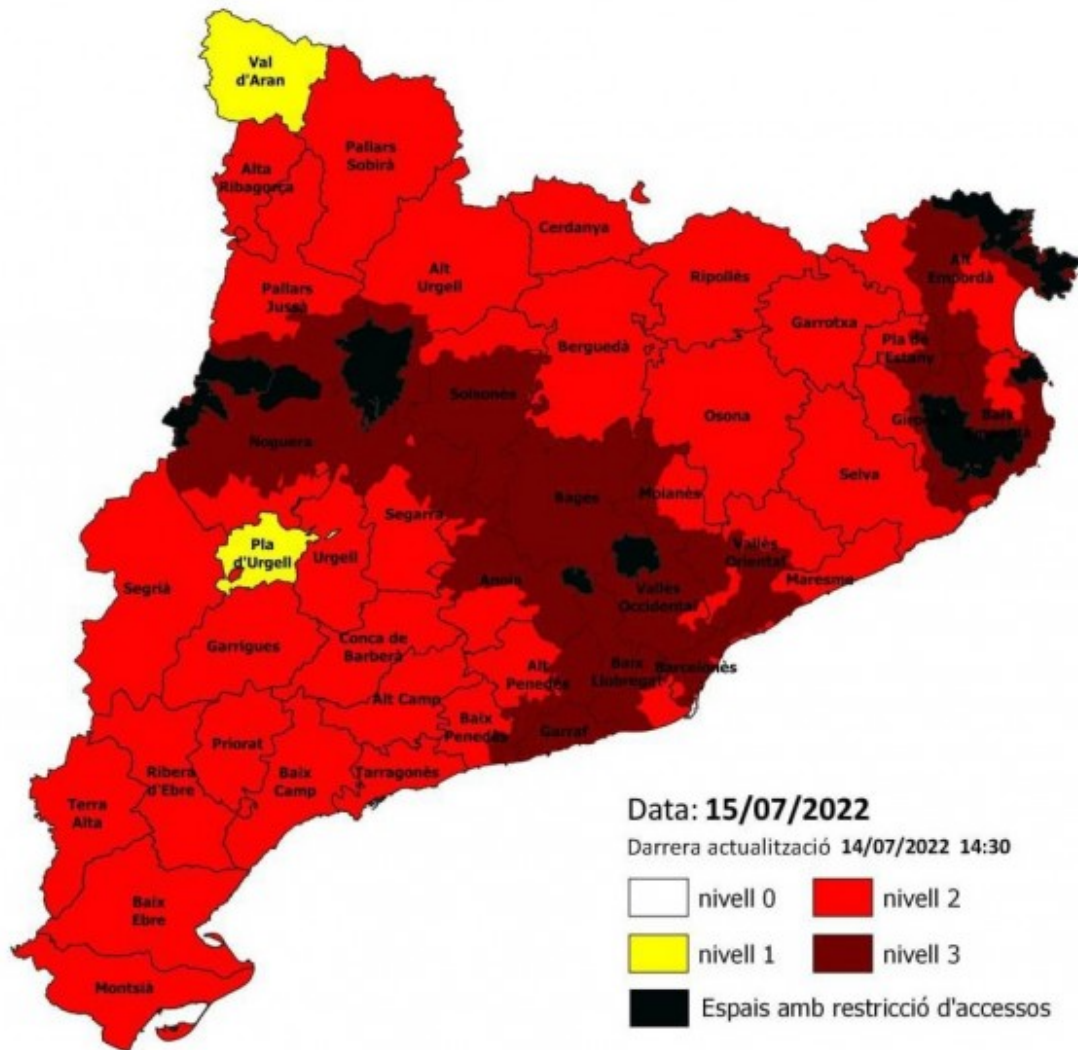 Val
d'Aran
Pallars
Sobirà
Alta
Ribagorça
Cerdanya
Alt
Empordà
Ripollès
Alt
Urgell
Pallars
Jussà
Garrotxa
Pla de
l'Estany
Berguedà
Solsonès
Osona
Baix
Noguera
Selva
Bages
Moianès
Segarra
Pla
d'Urgell
Urgell
Vallès
Oriental
Segrià
Anoia
Maresme
Vallès
Occidental
Garrigues
Conca de
Barberà
Alt
Penedès
Baix
Llobregat
Barcelonès
Alt Camp
Baix
Penedès
Garraf
Priorat
Ribera
d'Ebre
Baix
Camp
Tarragonès
Terra
Alta
Baix
Ebre
Montsià
Data: 15/07/2022
Darrera actualització 14/07/2022 14:30
nivell 0
nivell 2
nivell 1
nivell 3
Espais amb restricció d'accessos